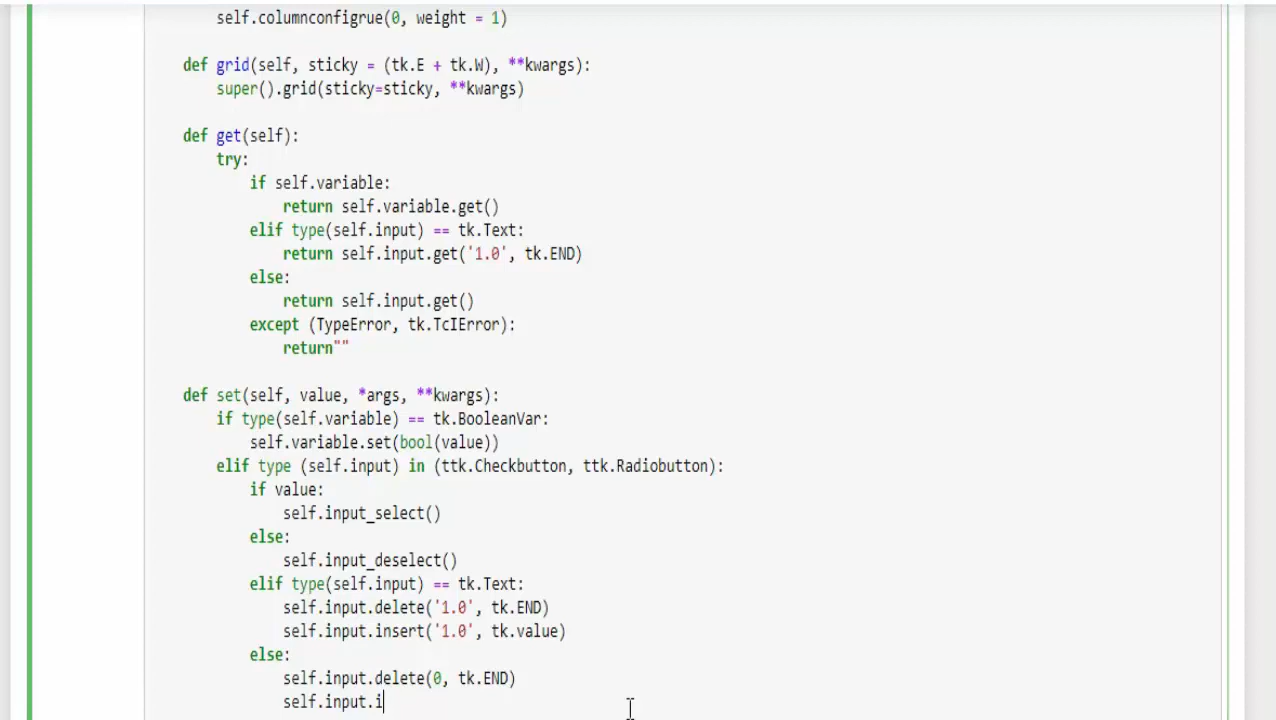 self.columnconfigrue(0, weight = 1)
def grid(self, sticky = (tk.E + tk.W), **kwargs):
super().grid(sticky=sticky, **kwargs)
def get(self):
try:
if self.variable:
return self.variable.get()
elif type(self.input) == tk.Text:
return self.input.get('1.0', tk.END)
else:
return self.input.get()
except (TypeError, tk.TcIError):
return""
def set(self, value, *args, **kwargs):
if type(self.variable) == tk.BooleanVar:
self.variable.set(bool(value))
elif type (self.input) in (ttk.Checkbutton, ttk.Radiobutton):
if value:
self.input_select()
else:
self.input_deselect()
elif type(self.input) == tk.Text:
self.input.delete('1.0', tk.END)
self.input.insert('1.0', tk.value)
else:
self.input.delete(0, tk.END)
self.input.i